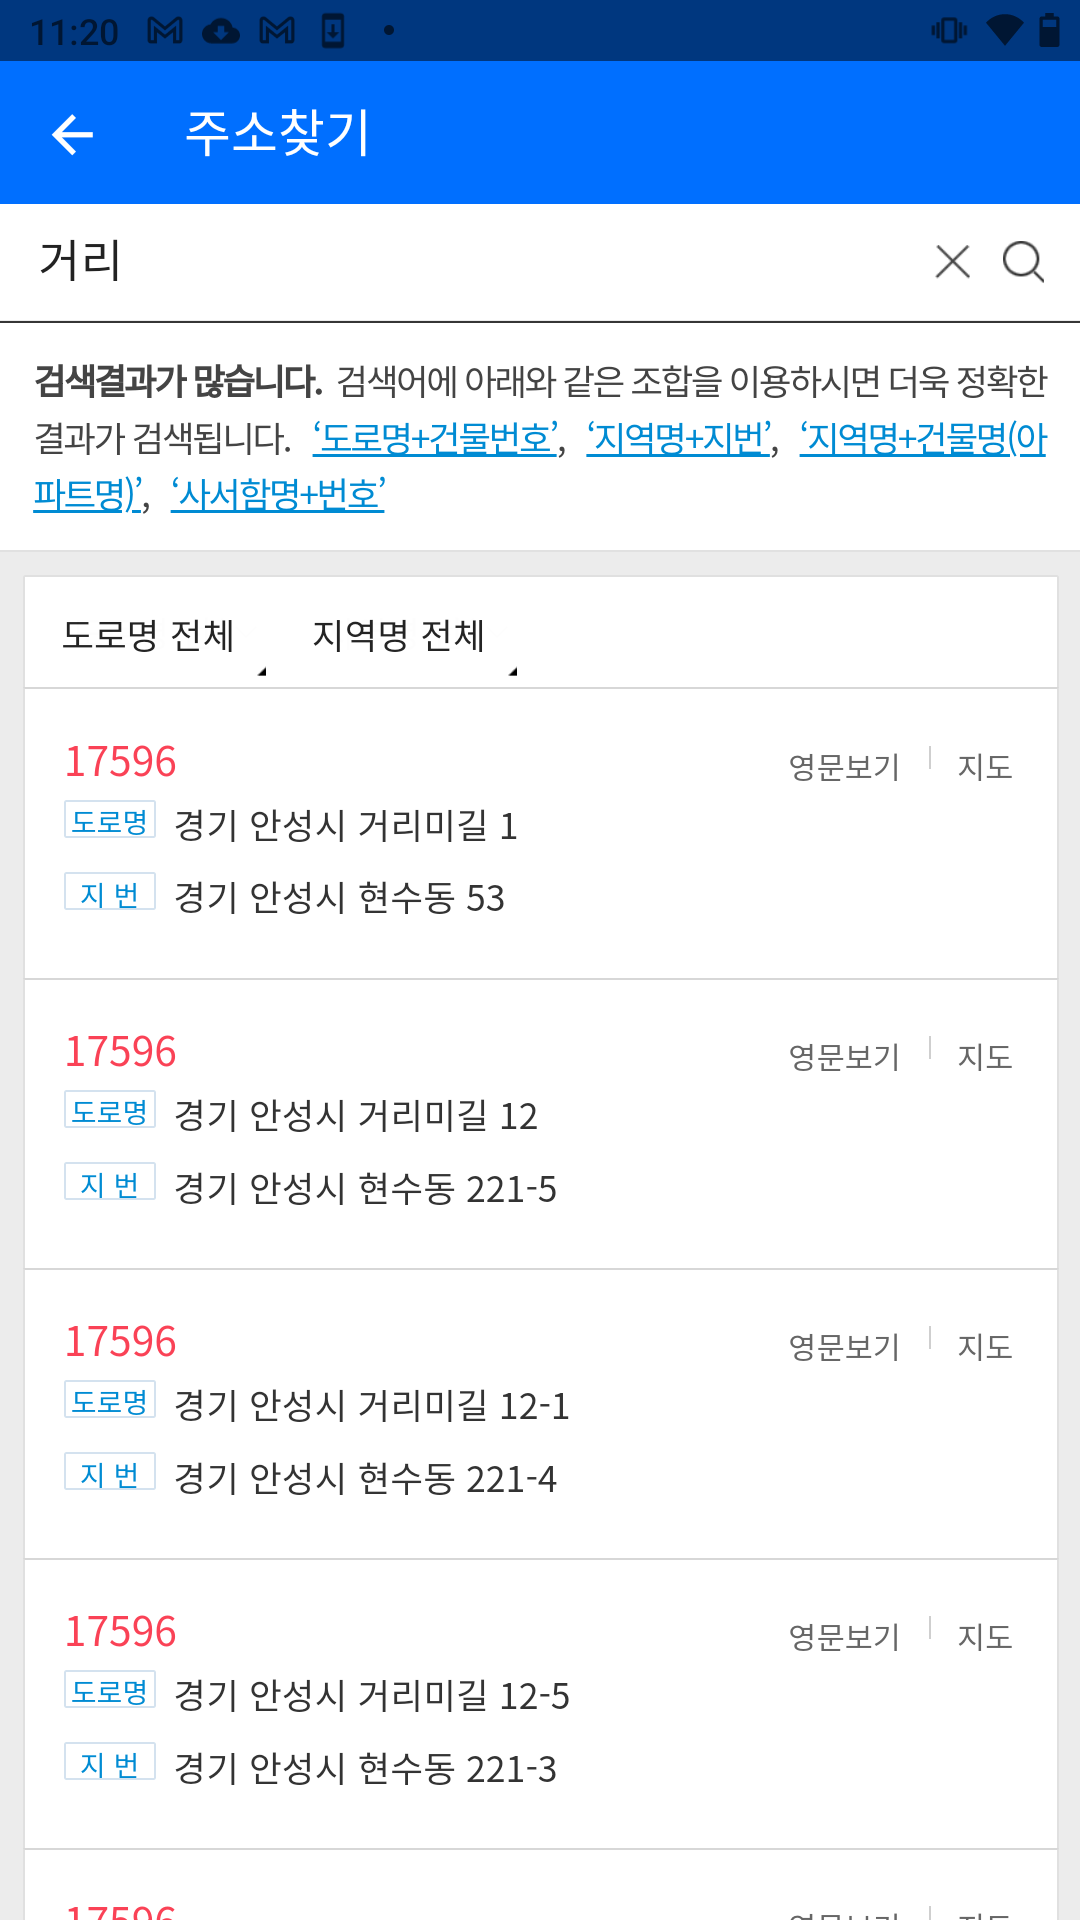 11:20
주소찾기
거리
검색결과가 많습니다. 검색어에 아래와 같은 조합을 이용하시면 더욱 정확한
결과가 검색됩니다. ‘도로명+건물번호’, ‘지역명+지번’, ‘지역명+건물명(아
파트명)’, ‘사서함명+번호’
도로명 전체 지역명 전체
17596 영문보기 지도
도로명 경기 안성시 거리미길 1
지 번 경기 안성시 현수동 53
17596 영문보기 지도
도로명 경기 안성시 거리미길 12
지 번 경기 안성시 현수동 221-5
17596 영문보기 지도
도로명 경기 안성시 거리미길 12-1
지 번 경기 안성시 현수동 221-4
17596 영문보기 지도
도로명 경기 안성시 거리미길 12-5
지 번 경기 안성시 현수동 221-3
17596 영문보기 지도